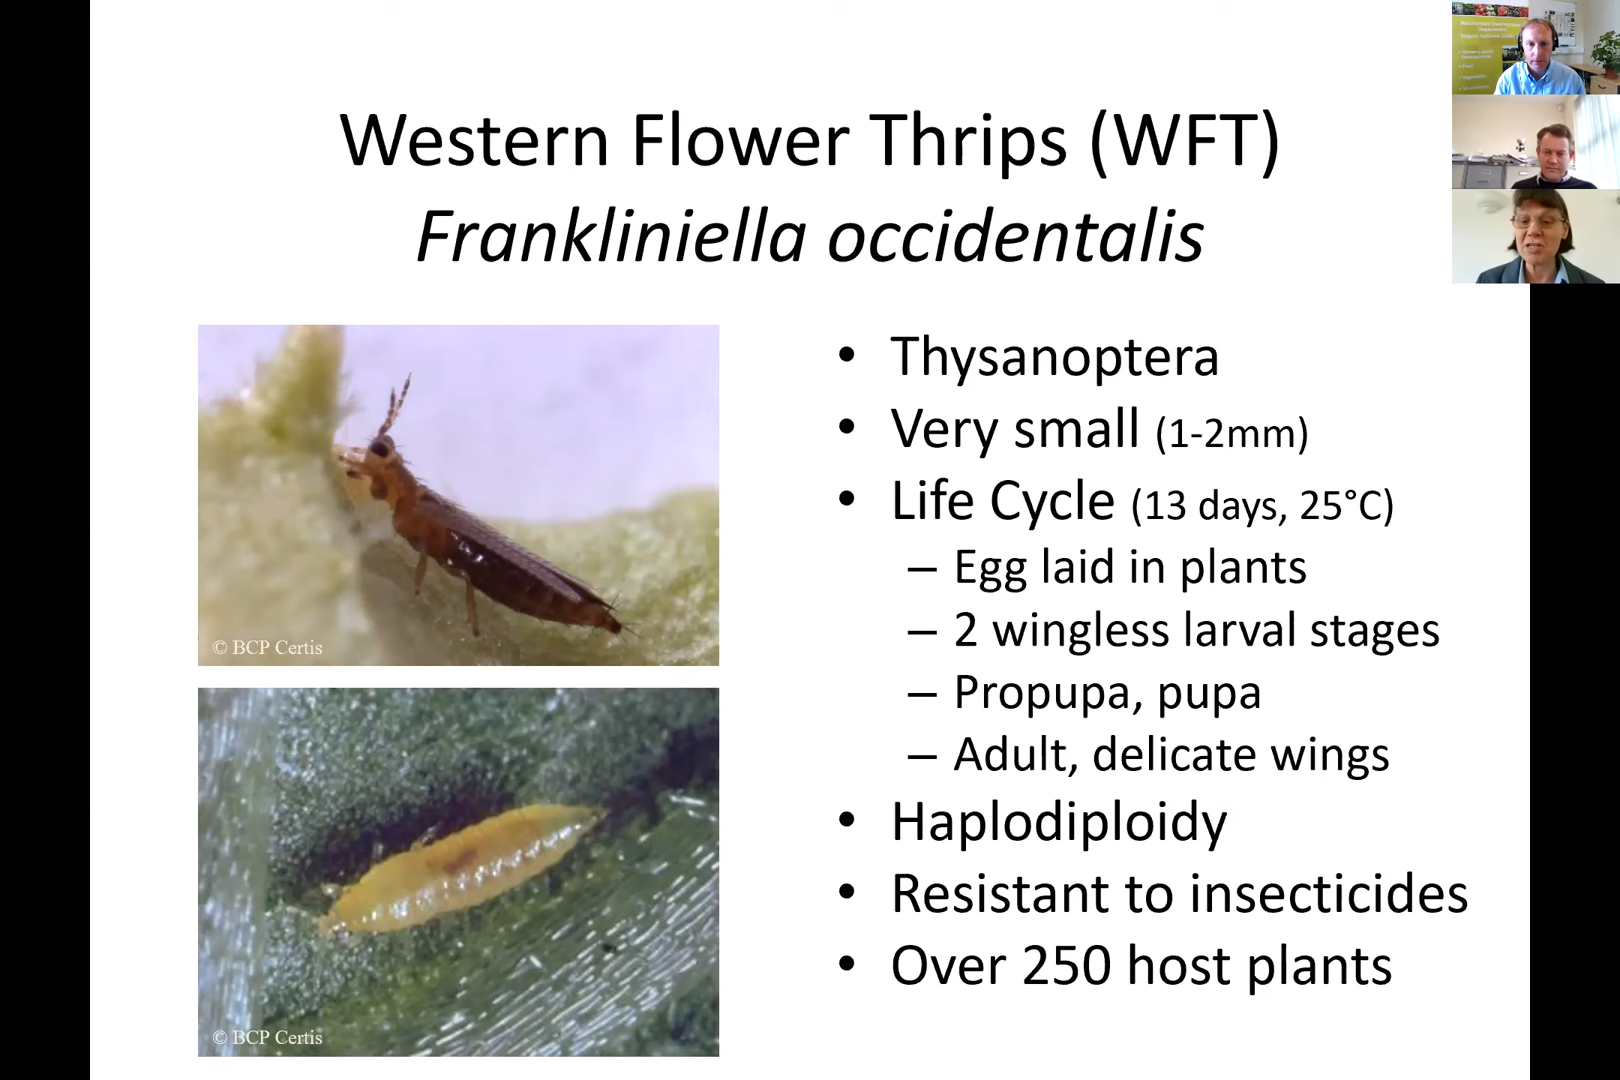 Western Flower Thrips (WFT)
Frankliniella occidentalis
© BCP Certis
© BCP Certis
• Thysanoptera
• Very small (1-2mm)
• Life Cycle (13 days, 25°C)
– Egg laid in plants
– 2 wingless larval stages
– Propupa, pupa
– Adult, delicate wings
• Haplodiploidy
• Resistant to insecticides
• Over 250 host plants